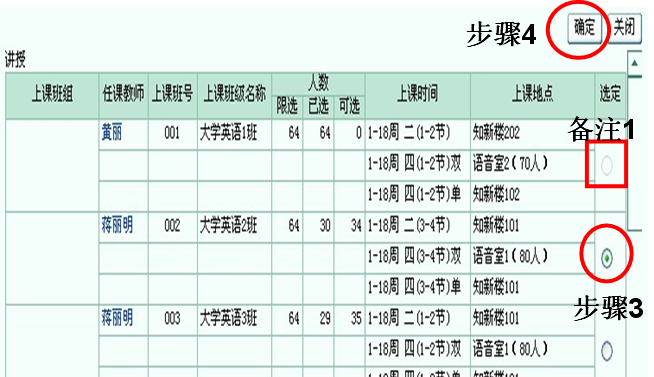 步骤4 确定 关闭
讲授
上课班组 任课教师 上课班号 上课班级名称 人数 上课时间 上课地点 选定
限选 已选 可选
备注1
黄丽 001 大学英语1班 64 64 0 1-18周 二(1-2节) 知新楼202
1-18周 四(1-2节)双 语音室2(70人)
1-18周 四(1-2节)单 知新楼102
蒋丽明 002 大学英语2班 64 30 34 1-18周 二(3-4节) 知新楼101
1-18周 四(3-4节)双 语音室1(80人)
1-18周 四(3-4节)单 知新楼101
步骤3
蒋丽明 003 大学英语3班 64 29 35 1-18周 二(1-2节) 知新楼101
1-18周 四(1-2节)双 语音室1(80人)